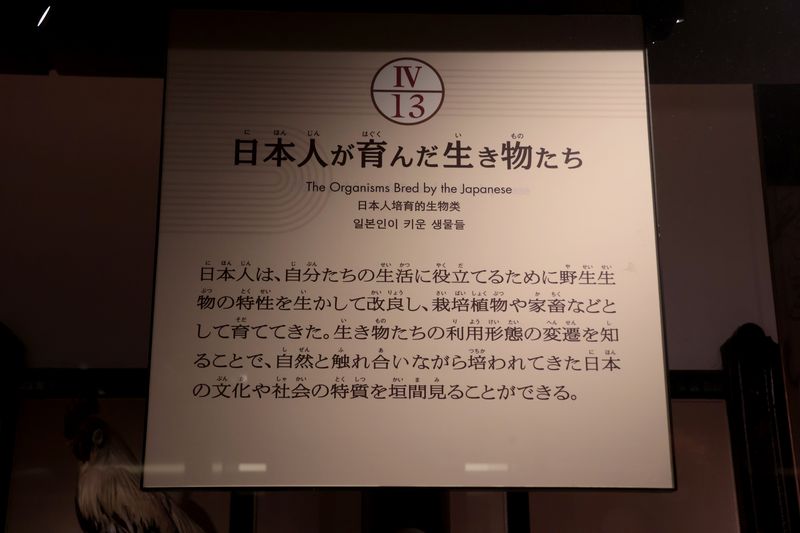 IV
13
日本人が育んだ生き物たち
The Organisms Bred by the Japanese
日本人培育的生物类
일본인이 키운 생물들
日本人は、自分たちの生活に役立てるために野生生
物の特性を生かして改良し、栽培植物や家畜などと
して育ててきた。生き物たちの利用形態の変遷を知
ることで、自然と触れ合いながら培われてきた日本
の文化や社会の特質を垣間見ることができる。